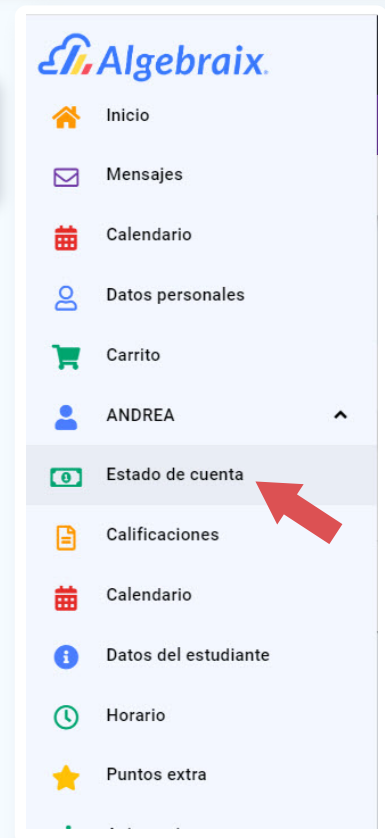 Algebraix.
Inicio
Mensajes
Calendario
Datos personales
Carrito
ANDREA
Estado de cuenta
Calificaciones
Calendario
Datos del estudiante
Horario
Puntos extra